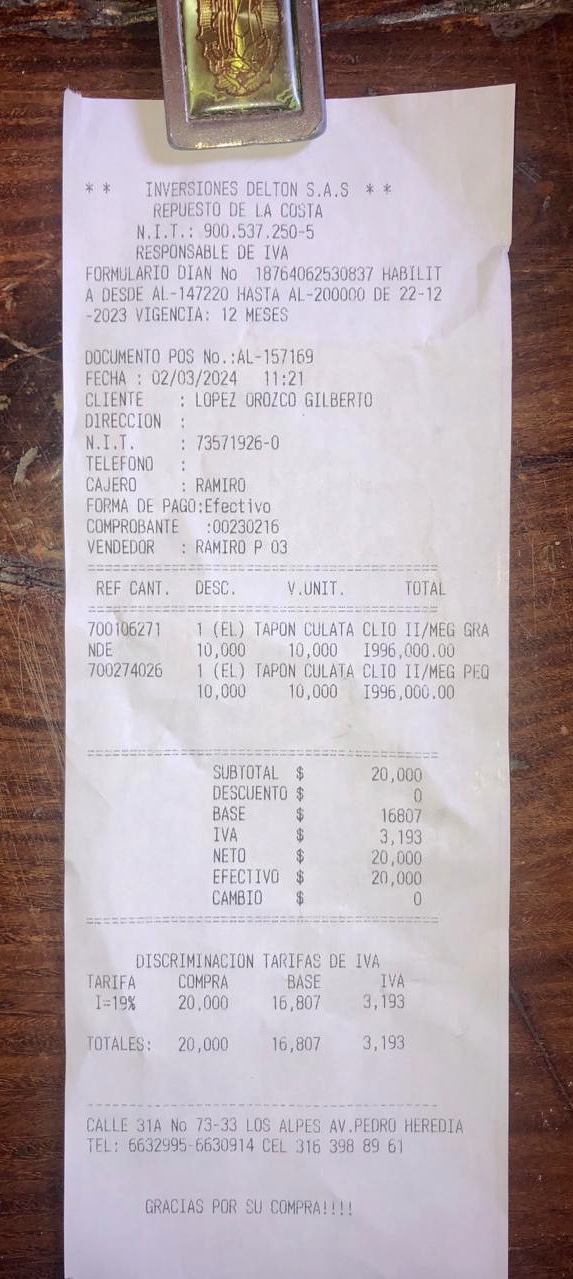 * *   INVERSIONES DELTON S.A.S  * *
REPUESTO DE LA COSTA
N.I.T.: 900.537.250-5
RESPONSABLE DE IVA
FORMULARIO DIAN No  18764062530837 HABILIT
A DESDE AL-147220 HASTA AL-200000 DE 22-12
-2023 VIGENCIA: 12 MESES
DOCUMENTO POS No.:AL-157169
FECHA : 02/03/2024   11:21
CLIENTE    : LOPEZ OROZCO GILBERTO
DIRECCION  :
N.I.T.     : 73571926-0
TELEFONO   :
CAJERO     : RAMIRO
FORMA DE PAGO:Efectivo
COMPROBANTE   :00230216
VENDEDOR   : RAMIRO P 03
REF CANT.   DESC.     V.UNIT.      TOTAL
700106271    1 (EL) TAPON CULATA CLIO II/MEG GRA
NDE          10,000     10,000   I996,000.00
700274026    1 (EL) TAPON CULATA CLIO II/MEG PEQ
10,000     10,000   I996,000.00
SUBTOTAL  $       20,000
DESCUENTO $            0
BASE      $        16807
IVA       $        3,193
NETO      $       20,000
EFECTIVO  $       20,000
CAMBIO    $            0
DISCRIMINACION TARIFAS DE IVA
TARIFA    COMPRA      BASE      IVA
I=19%    20,000    16,807    3,193
TOTALES:   20,000    16,807    3,193
CALLE 31A No 73-33 LOS ALPES AV.PEDRO HEREDIA
TEL: 6632995-6630914 CEL 316 398 89 61
GRACIAS POR SU COMPRA!!!!